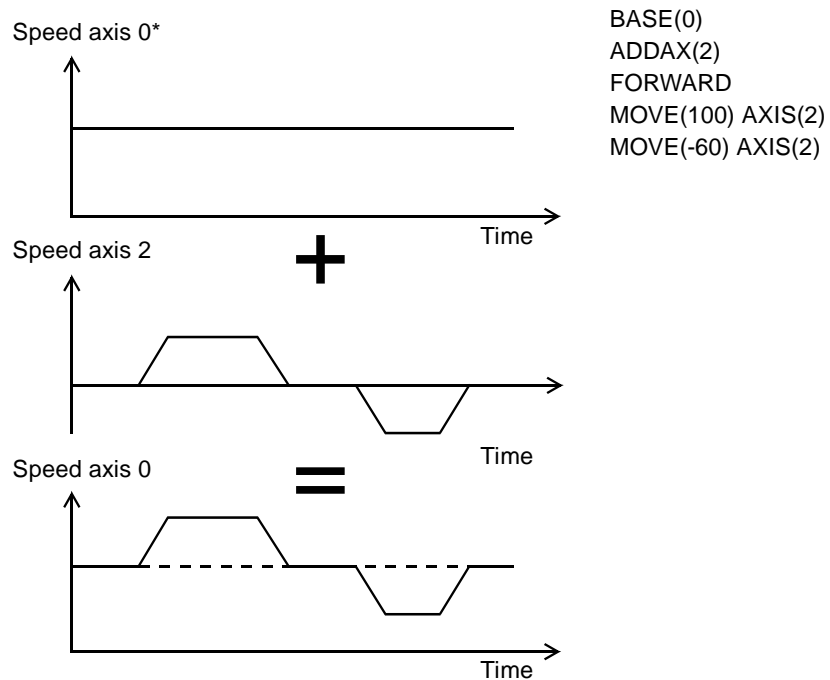 Speed axis 0*
BASE(0)
ADDAX(2)
FORWARD
MOVE(100) AXIS(2)
MOVE(-60) AXIS(2)
Time
+
Speed axis 2
Time
=
Speed axis 0
Time